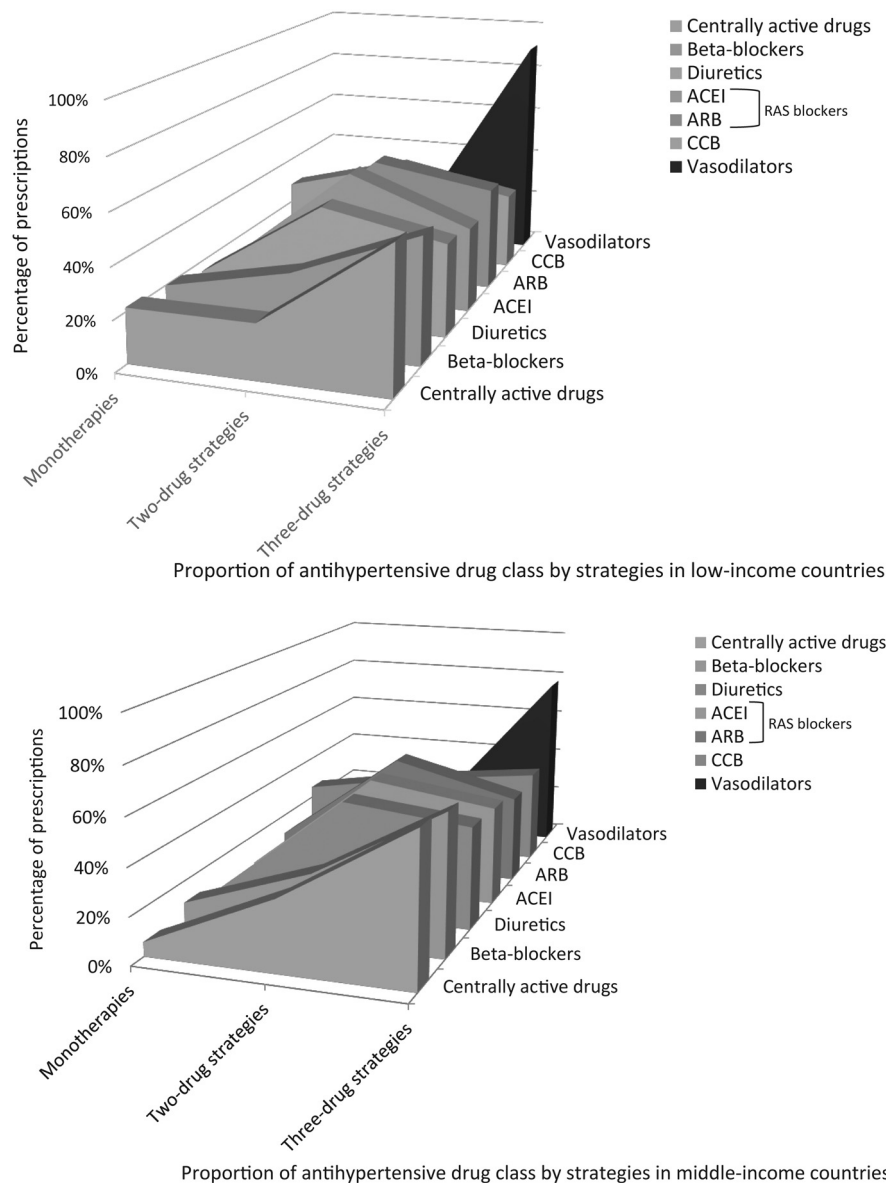 Centrally active drugs
Beta-blockers
Diuretics
ACEI
ARB
RAS blockers
CCB
Vasodilators
Percentage of prescriptions
100%
80%
60%
40%
20%
0%
Vasodilators
CCB
ARB
ACEI
Diuretics
Beta-blockers
Centrally active drugs
Monotherapies
Two-drug strategies
Three-drug strategies
Proportion of antihypertensive drug class by strategies in low-income countries
Centrally active drugs
Beta-blockers
Diuretics
ACEI
ARB
RAS blockers
CCB
Vasodilators
Percentage of prescriptions
100%
80%
60%
40%
20%
0%
Vasodilators
CCB
ARB
ACEI
Diuretics
Beta-blockers
Centrally active drugs
Monotherapies
Two-drug strategies
Three-drug strategies
Proportion of antihypertensive drug class by strategies in middle-income countries